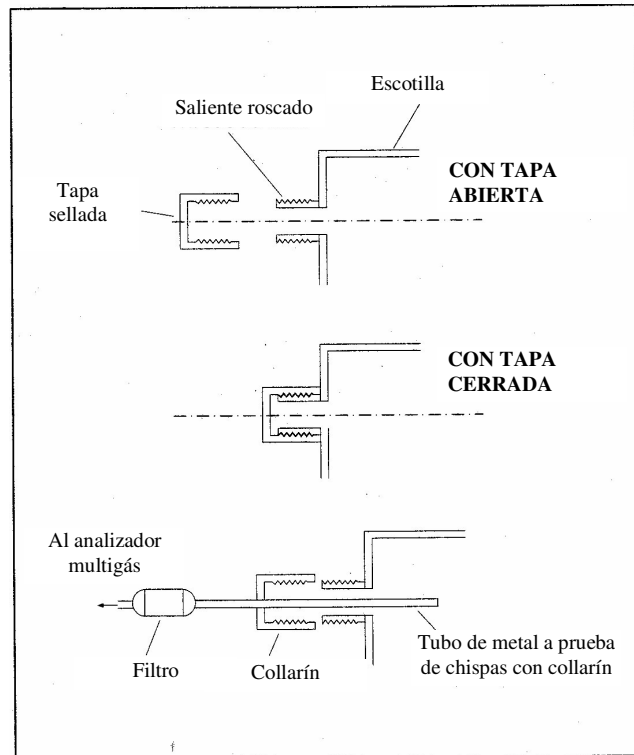 Escotilla
Saliente roscado
CON TAPA
ABIERTA
Tapa
sellada
CON TAPA
CERRADA
Al analizador
multigás
Tubo de metal a prueba
de chispas con collarín
Filtro
Collarín